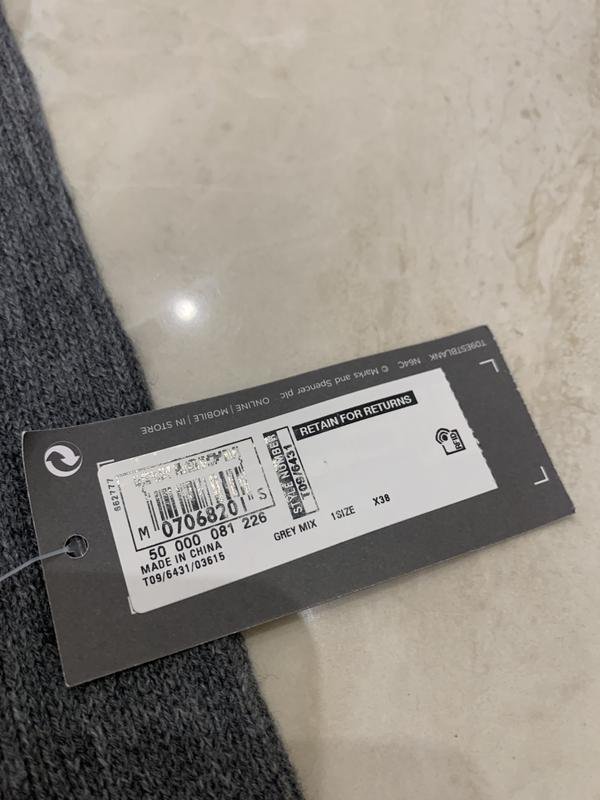 T09ESTBLANK N64C © Marks and Spencer plc ONLINE | MOBILE | IN STORE
662777
M 0706820 S
50 000 081 226
MADE IN CHINA
T09/6431/03615
STYLE NUMBER
T09/6431
RETAIN FOR RETURNS
GREY MIX 1SIZE X38
RFID